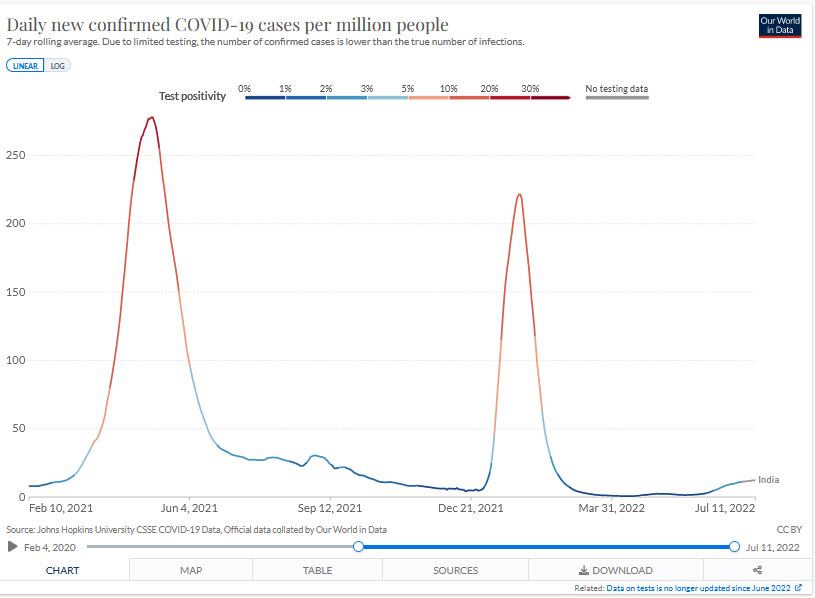 Daily new confirmed COVID-19 cases per million people
Our World
in Data
7-day rolling average. Due to limited testing, the number of confirmed cases is lower than the true number of infections.
LINEAR LOG
Test positivity 0% 1% 2% 3% 5% 10% 20% 30% No testing data
250
200
150
100
50
0
India
Feb 10, 2021 Jun 4, 2021 Sep 12, 2021 Dec 21, 2021 Mar 31, 2022 Jul 11, 2022
Source: Johns Hopkins University CSSE COVID-19 Data, Official data collated by Our World in Data CC BY
Feb 4, 2020 Jul 11, 2022
CHART MAP TABLE SOURCES DOWNLOAD
Related: Data on tests is no longer updated since June 2022